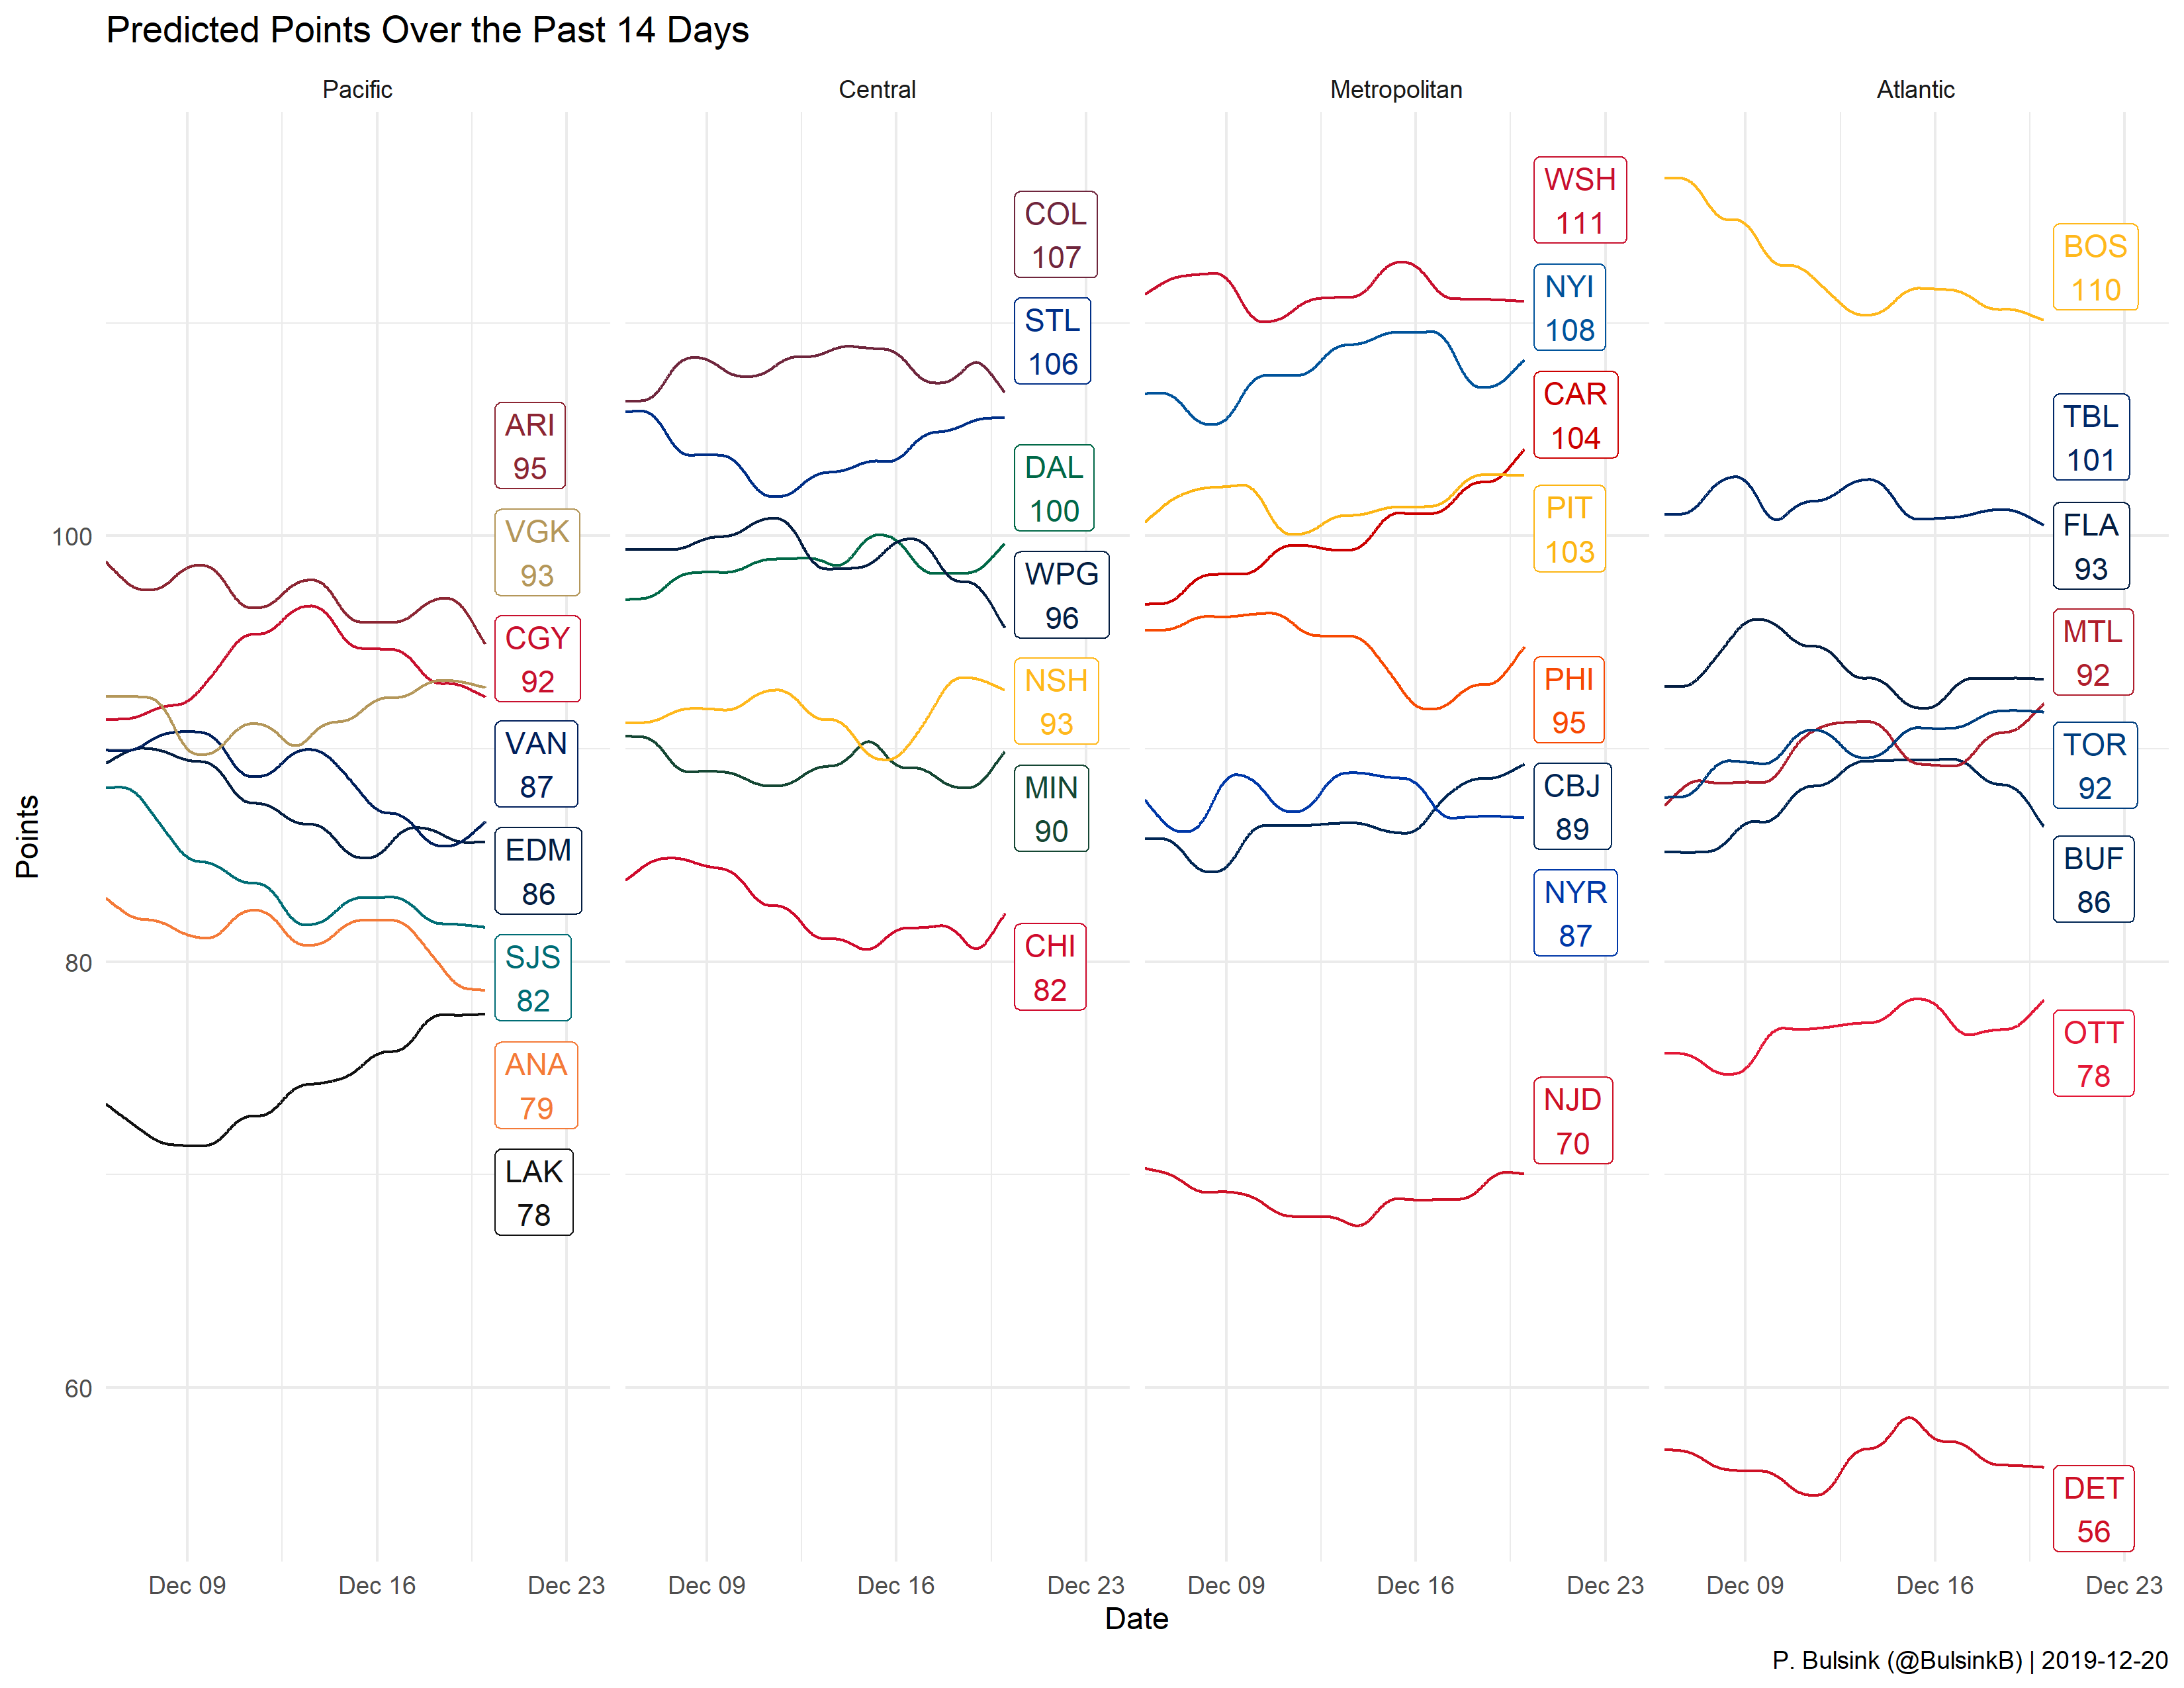 Predicted Points Over the Past 14 Days
Pacific
Central
Metropolitan
Atlantic
Points
100
80
60
ARI
95
VGK
93
CGY
92
VAN
87
EDM
86
SJS
82
ANA
79
LAK
78
COL
107
STL
106
DAL
100
WPG
96
NSH
93
MIN
90
CHI
82
WSH
111
NYI
108
CAR
104
PIT
103
PHI
95
CBJ
89
NYR
87
NJD
70
BOS
110
TBL
101
FLA
93
MTL
92
TOR
92
BUF
86
OTT
78
DET
56
Dec 09
Dec 16
Dec 23
Dec 09
Dec 16
Dec 23
Dec 09
Dec 16
Dec 23
Dec 09
Dec 16
Dec 23
Date
P. Bulsink (@BulsinkB) | 2019-12-20